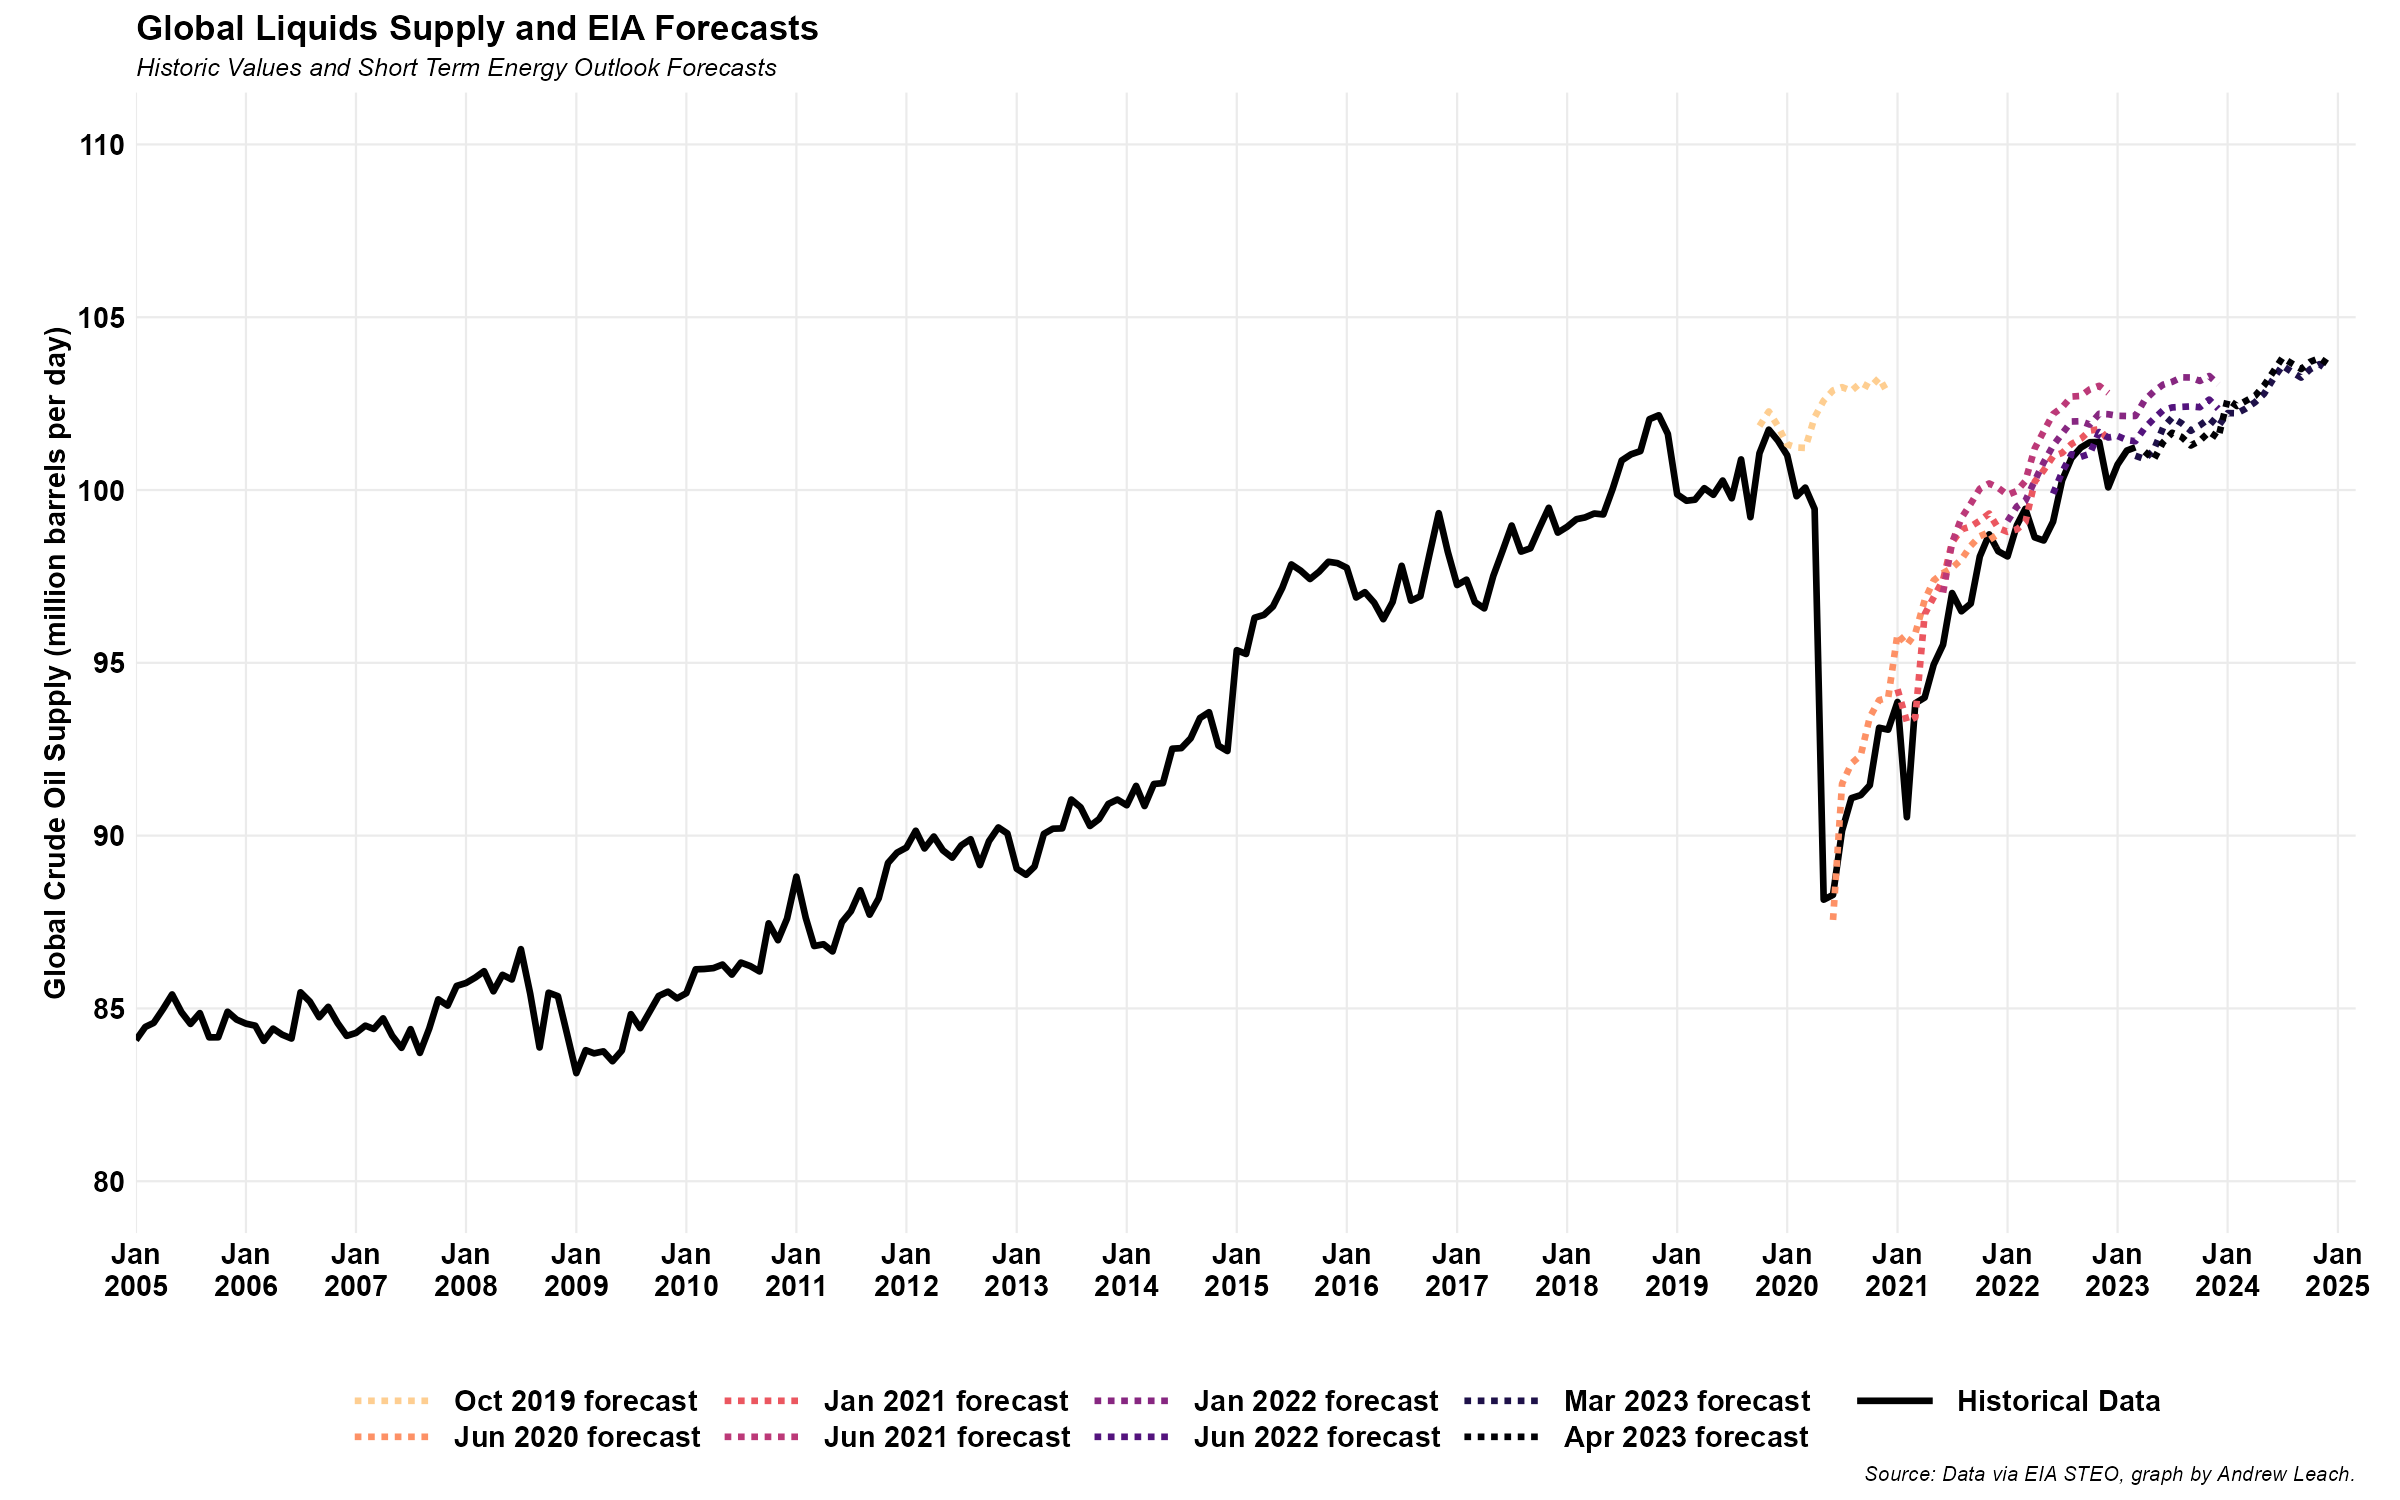 Global Liquids Supply and EIA Forecasts
Historic Values and Short Term Energy Outlook Forecasts
Global Crude Oil Supply (million barrels per day)
110
105
100
95
90
85
80
Jan Jan Jan Jan Jan Jan Jan Jan Jan Jan Jan Jan Jan Jan Jan Jan Jan Jan Jan Jan Jan
2005 2006 2007 2008 2009 2010 2011 2012 2013 2014 2015 2016 2017 2018 2019 2020 2021 2022 2023 2024 2025
Oct 2019 forecast Jan 2021 forecast Jan 2022 forecast Mar 2023 forecast Historical Data
Jun 2020 forecast Jun 2021 forecast Jun 2022 forecast Apr 2023 forecast
Source: Data via EIA STEO, graph by Andrew Leach.